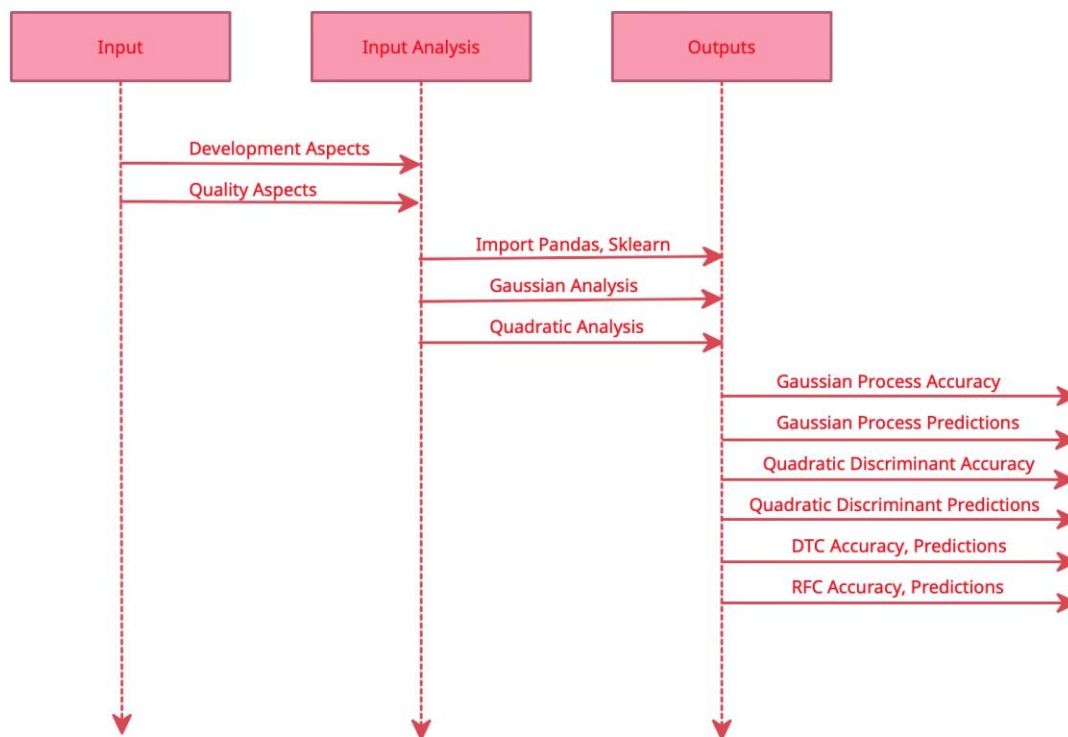 Input
Input Analysis
Outputs
Development Aspects
Quality Aspects
Import Pandas, Sklearn
Gaussian Analysis
Quadratic Analysis
Gaussian Process Accuracy
Gaussian Process Predictions
Quadratic Discriminant Accuracy
Quadratic Discriminant Predictions
DTC Accuracy, Predictions
RFC Accuracy, Predictions